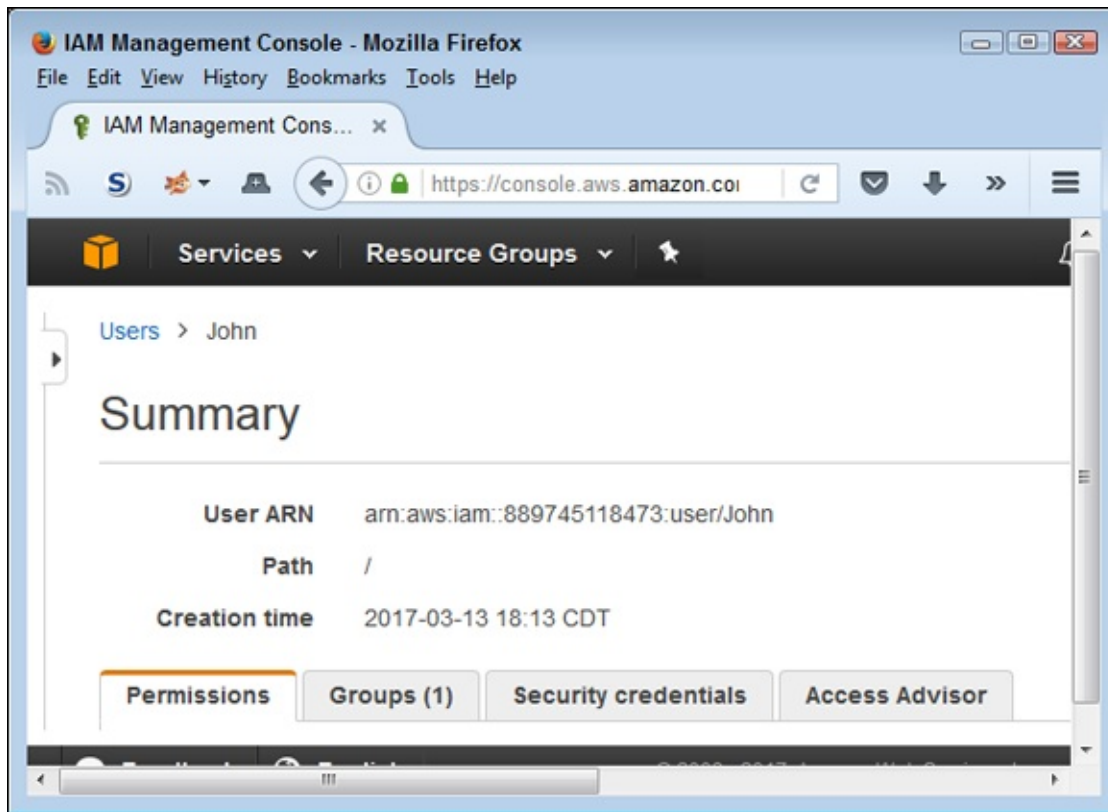 IAM Management Console - Mozilla Firefox
File Edit View History Bookmarks Tools Help
IAM Management Cons...
S https://console.aws.amazon.co
Services Resource Groups
Users > John
Summary
User ARN arn:aws:iam::889745118473:user/John
Path /
Creation time 2017-03-13 18:13 CDT
Permissions Groups (1) Security credentials Access Advisor